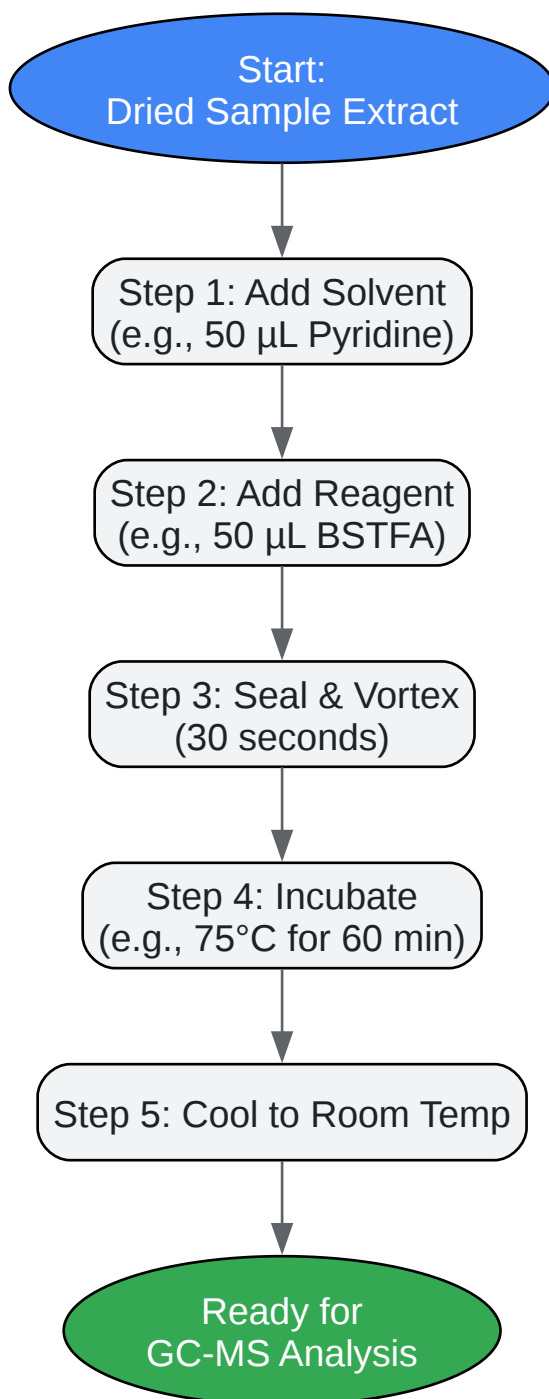 Start:
Dried Sample Extract
Step 1: Add Solvent
(e.g., 50 µL Pyridine)
Step 2: Add Reagent
(e.g., 50 µL BSTFA)
Step 3: Seal & Vortex
(30 seconds)
Step 4: Incubate
(e.g., 75°C for 60 min)
Step 5: Cool to Room Temp
Ready for
GC-MS Analysis